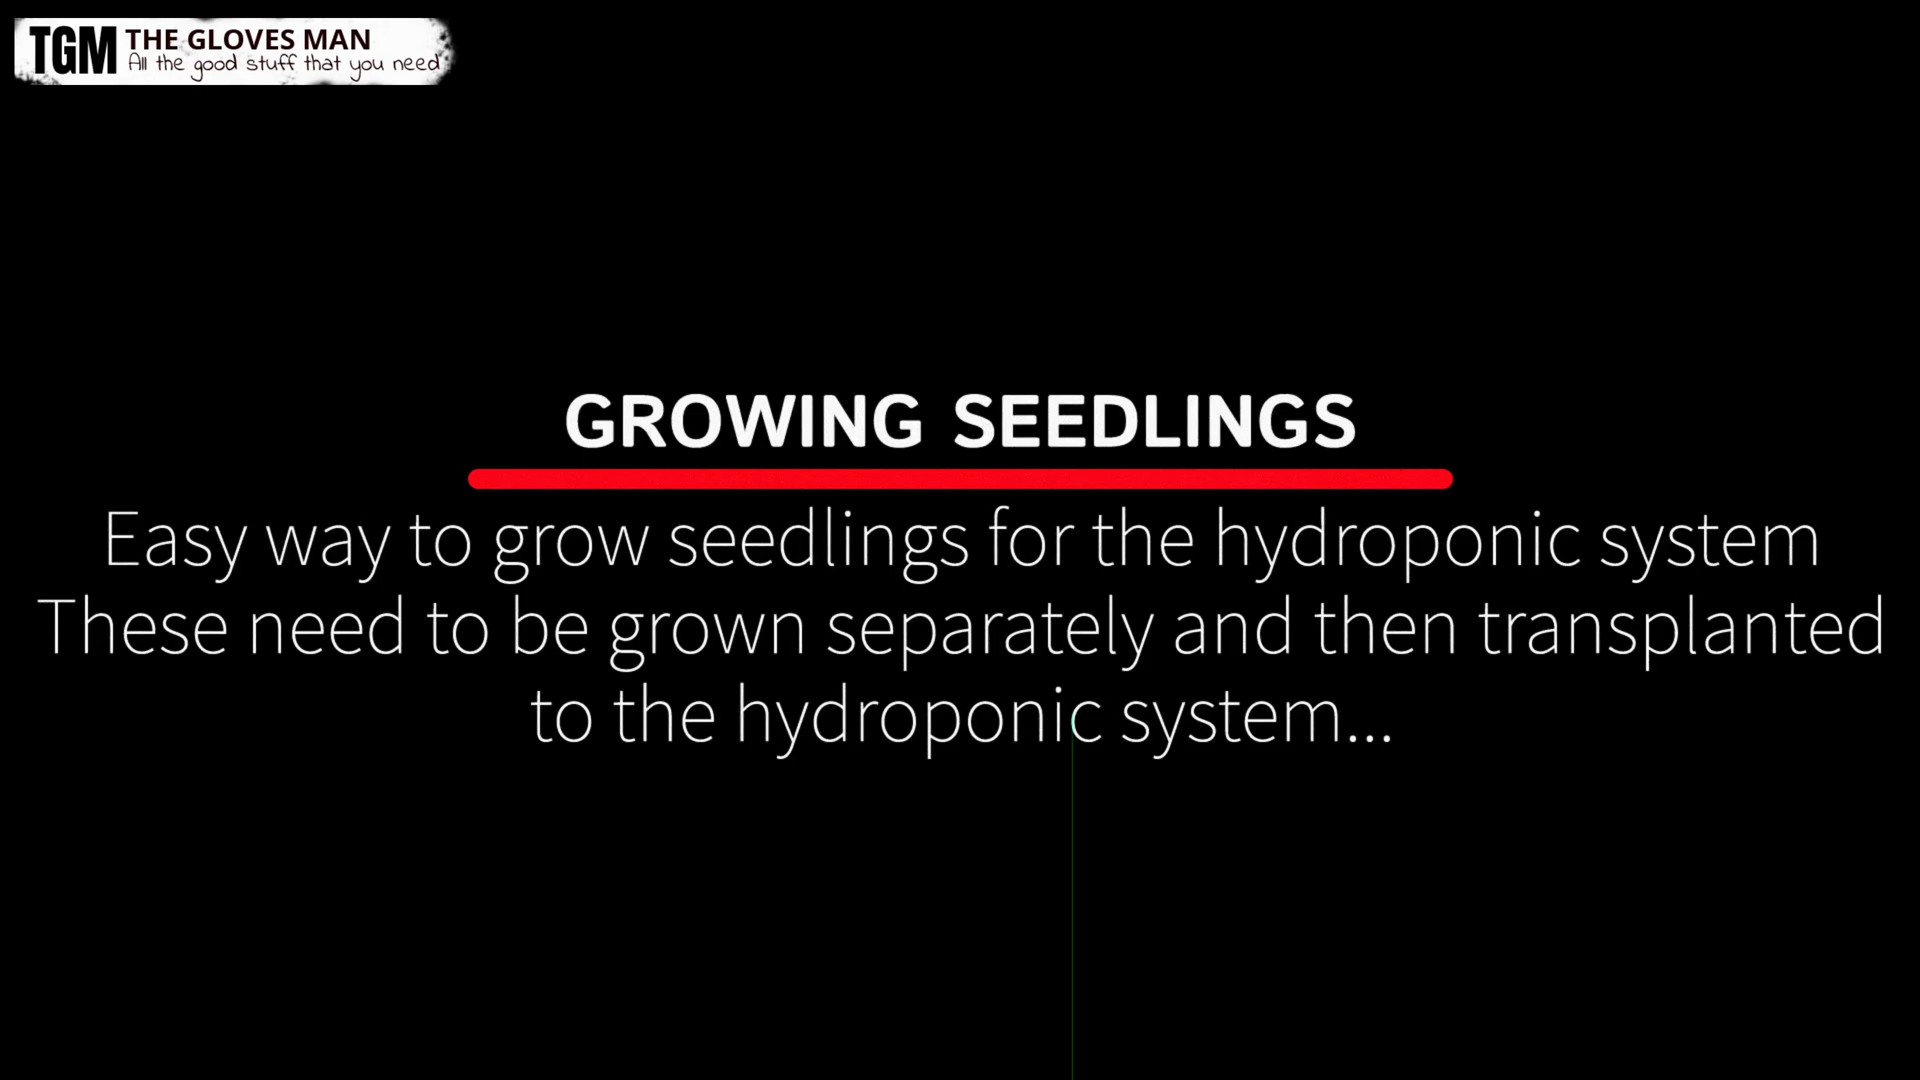 TGM THE GLOVES MAN
All the good stuff that you need
GROWING SEEDLINGS
Easy way to grow seedlings for the hydroponic system
These need to be grown separately and then transplanted
to the hydroponic system...